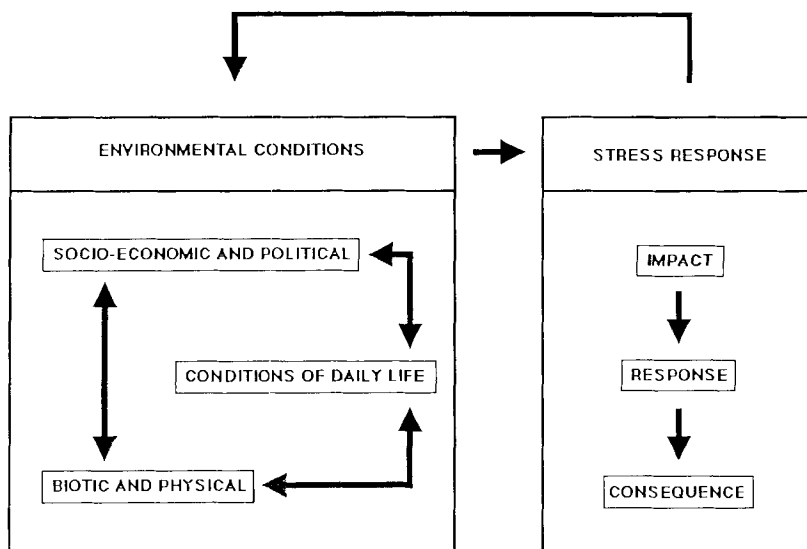 ENVIRONMENTAL CONDITIONS
STRESS RESPONSE
SOCIO-ECONOMIC AND POLITICAL
CONDITIONS OF DAILY LIFE
BIOTIC AND PHYSICAL
IMPACT
RESPONSE
CONSEQUENCE